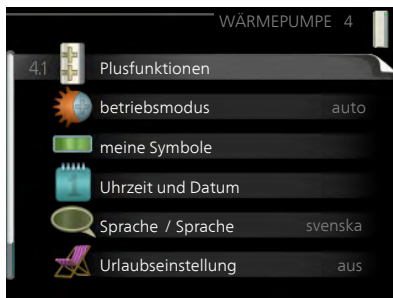 WÄRMEPUMPE 4
4.1 Plusfunktionen
betriebsmodus auto
meine Symbole
Uhrzeit und Datum
Sprache / Sprache svenska
Urlaubseinstellung aus